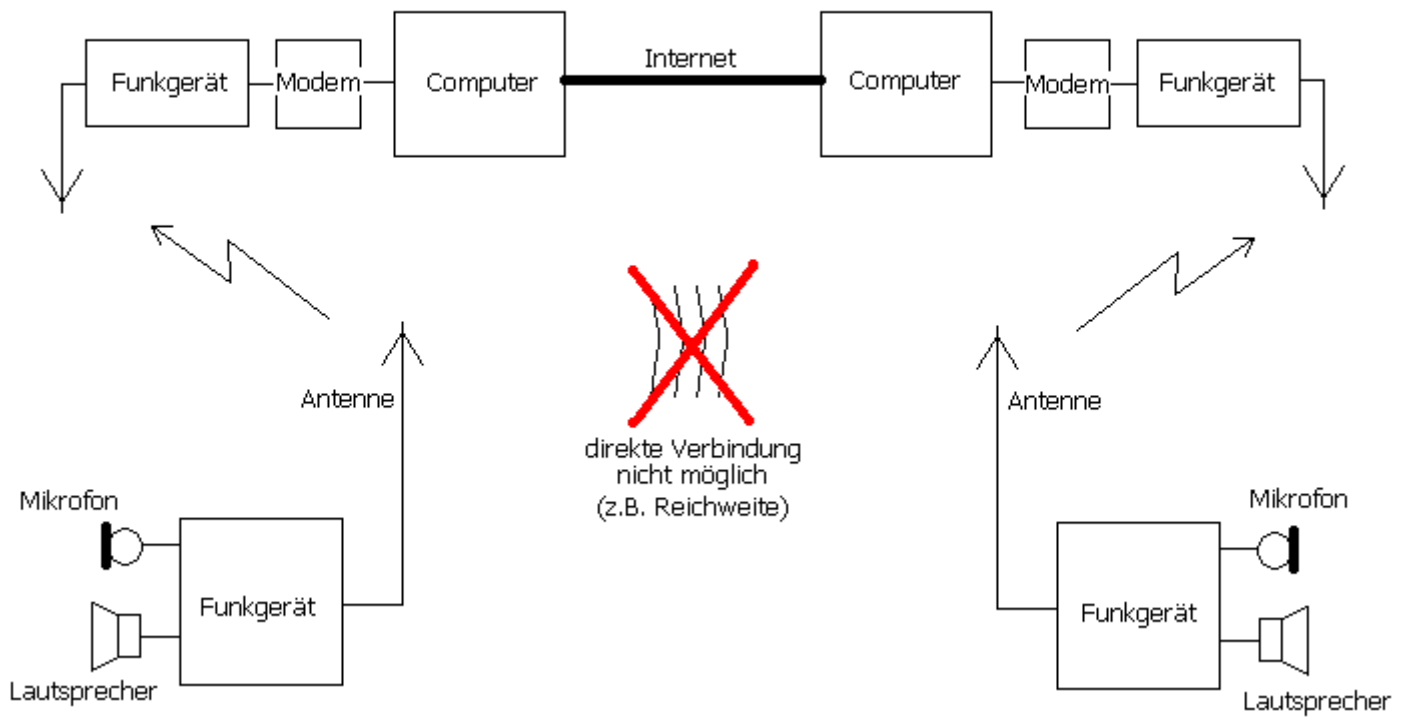 Internet
Funkgerät
Modem
Computer
Computer
Modem
Funkgerät
Antenne
Antenne
direkte Verbindung
nicht möglich
(z.B. Reichweite)
Mikrofon
Mikrofon
Funkgerät
Funkgerät
Lautsprecher
Lautsprecher